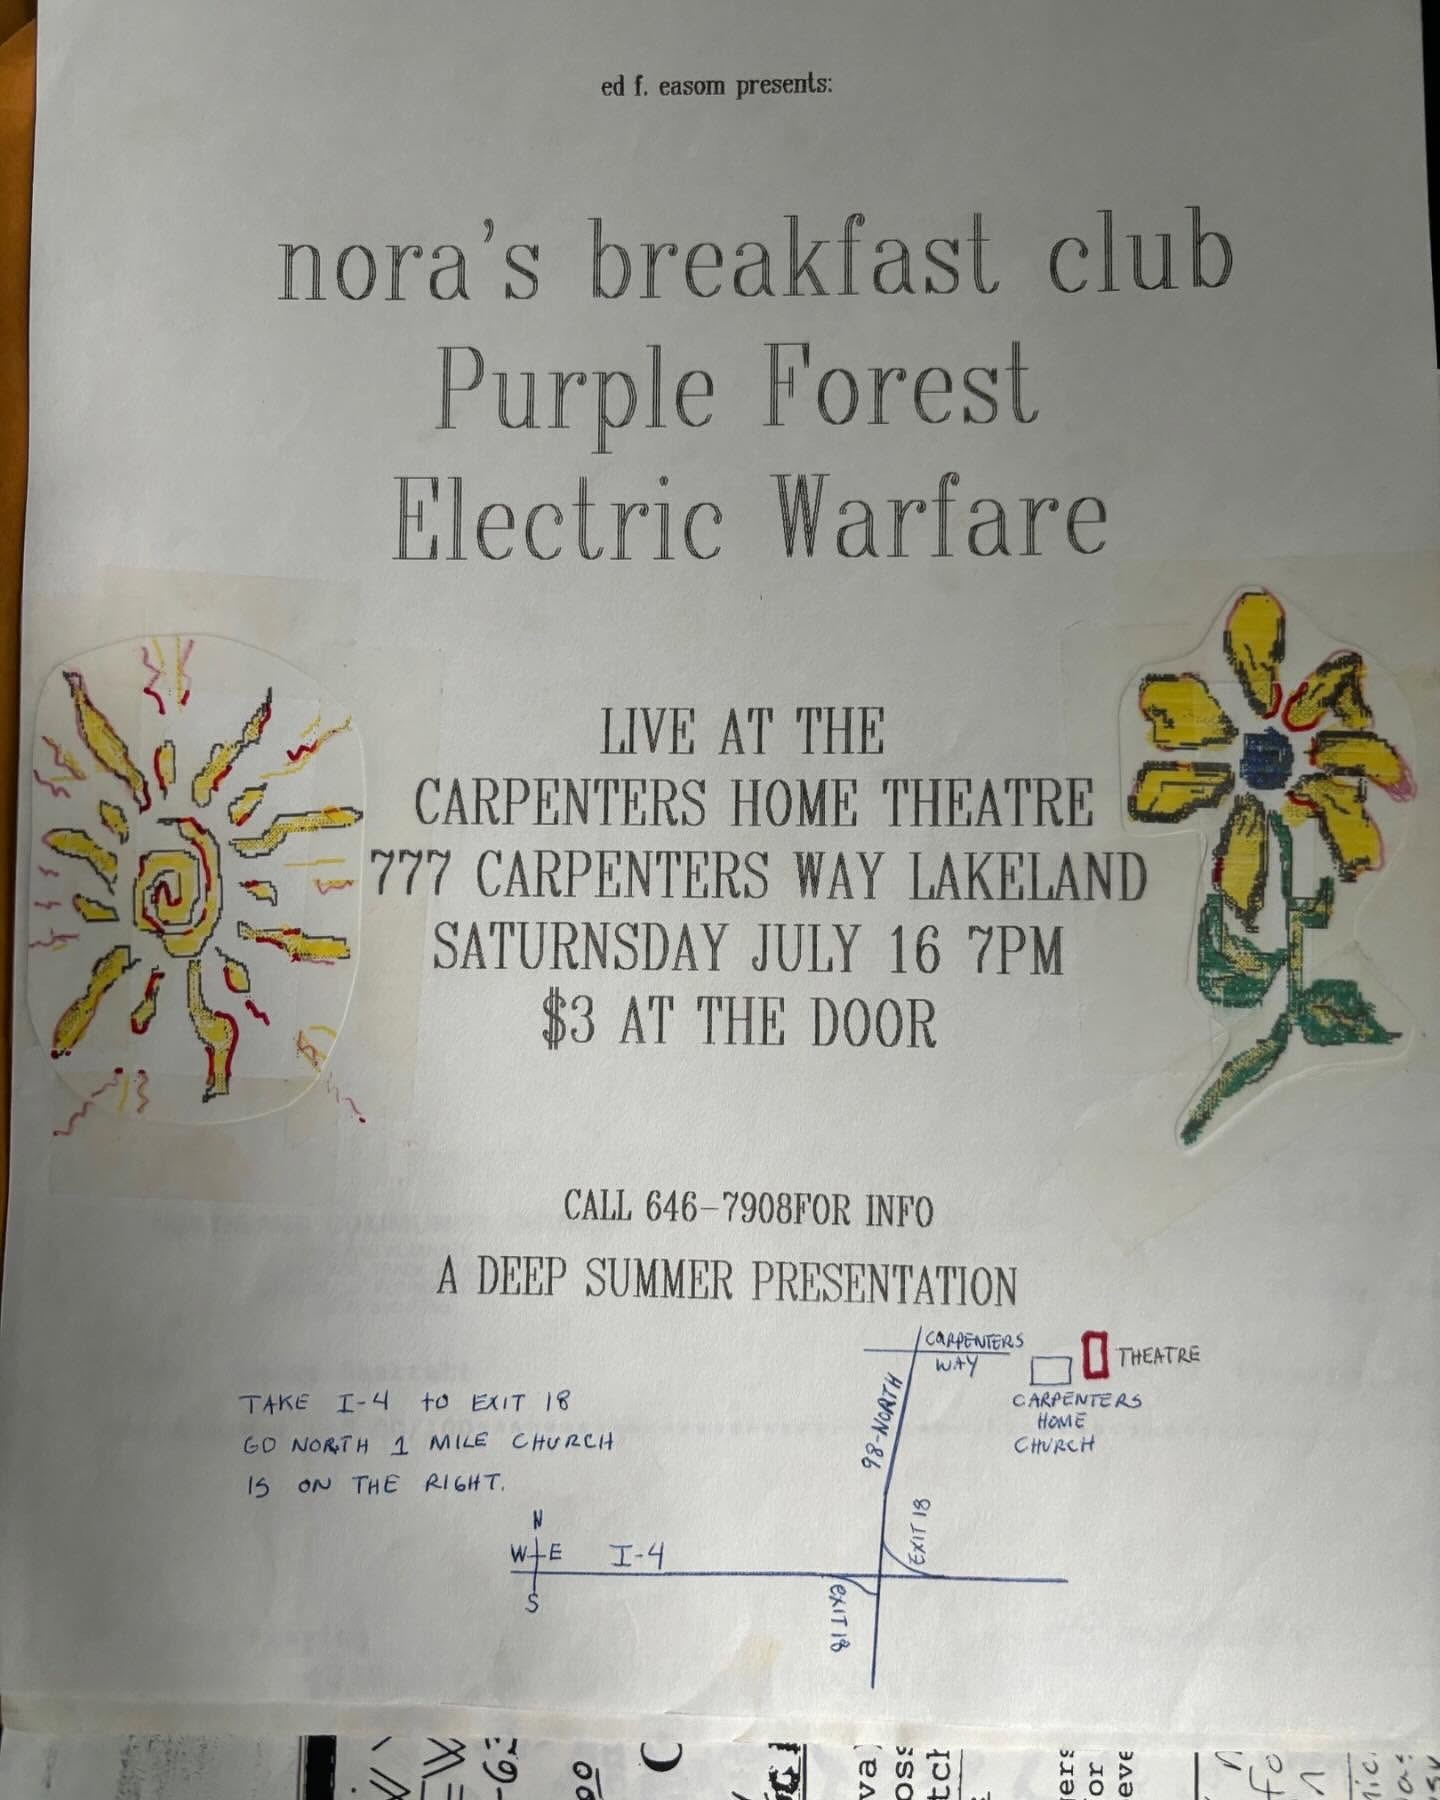 ed f. easom presents:
nora's breakfast club
Purple Forest
Electric Warfare
LIVE AT THE
CARPENTERS HOME THEATRE
777 CARPENTERS WAY LAKELAND
SATURNSDAY JULY 16 7PM
$3 AT THE DOOR
CALL 646-7908FOR INFO
A DEEP SUMMER PRESENTATION
CARPENTERS
WAY
THEATRE
CARPENTERS
HOME
CHURCH
98-NORTH
TAKE I-4 to EXIT 18
GO NORTH 1 MILE CHURCH
IS ON THE RIGHT.
N
W E
S
I-4
EXIT 18
EXIT 18